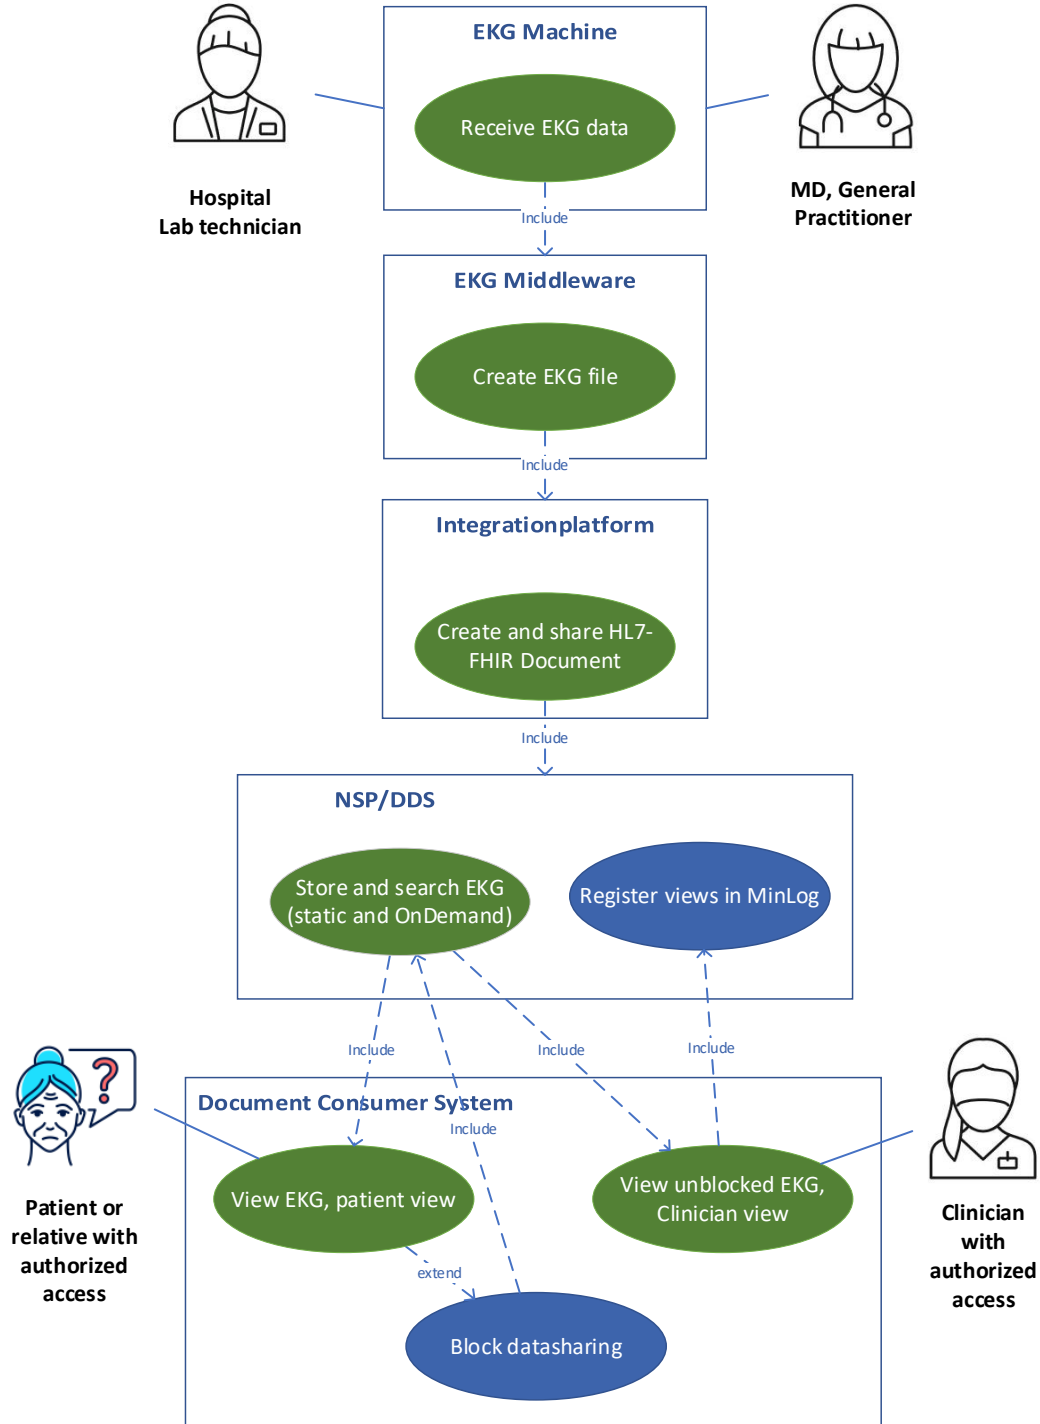 EKG Machine
Receive EKG data
Hospital
Lab technician
MD, General
Practitioner
Include
EKG Middleware
Create EKG file
Include
Integrationplatform
Create and share HL7-
FHIR Document
Include
NSP/DDS
Store and search EKG
(static and OnDemand)
Register views in MinLog
Include
Include
Include
?
Document Consumer System
Include
View EKG, patient view
View unblocked EKG,
Clinician view
Patient or
relative with
authorized
access
Clinician
with
authorized
access
extend
Block datasharing